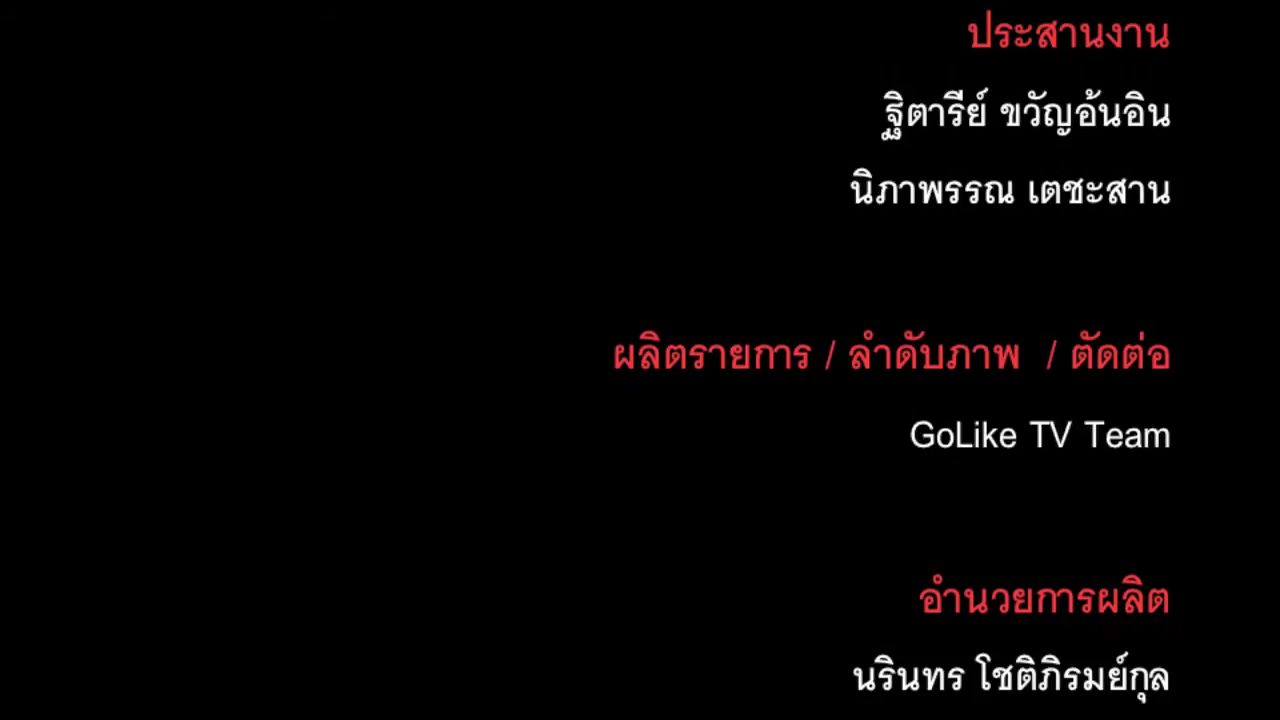 ประสานงาน
ฐิตารีย์ ขวัญอ้นอิน
นิภาพรรณ เตชะสาน
ผลิตรายการ / ลำดับภาพ / ตัดต่อ
GoLike TV Team
อำนวยการผลิต
นรินทร โชติภิรมย์กุล